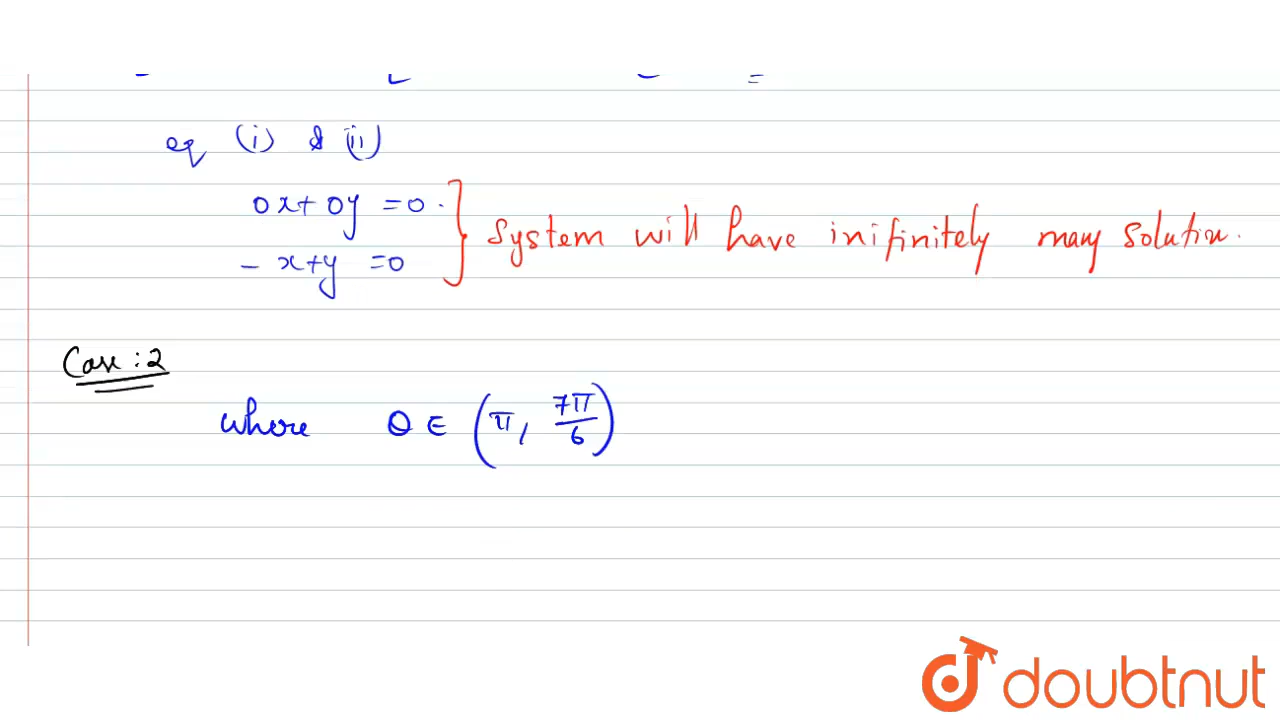 eq (i) & (ii)
0x+ 0y = 0.
- x+y = 0
System will have inifinitely many solution.
Case : 2
where θ ∈ (π, 7π/6)
doubtnut